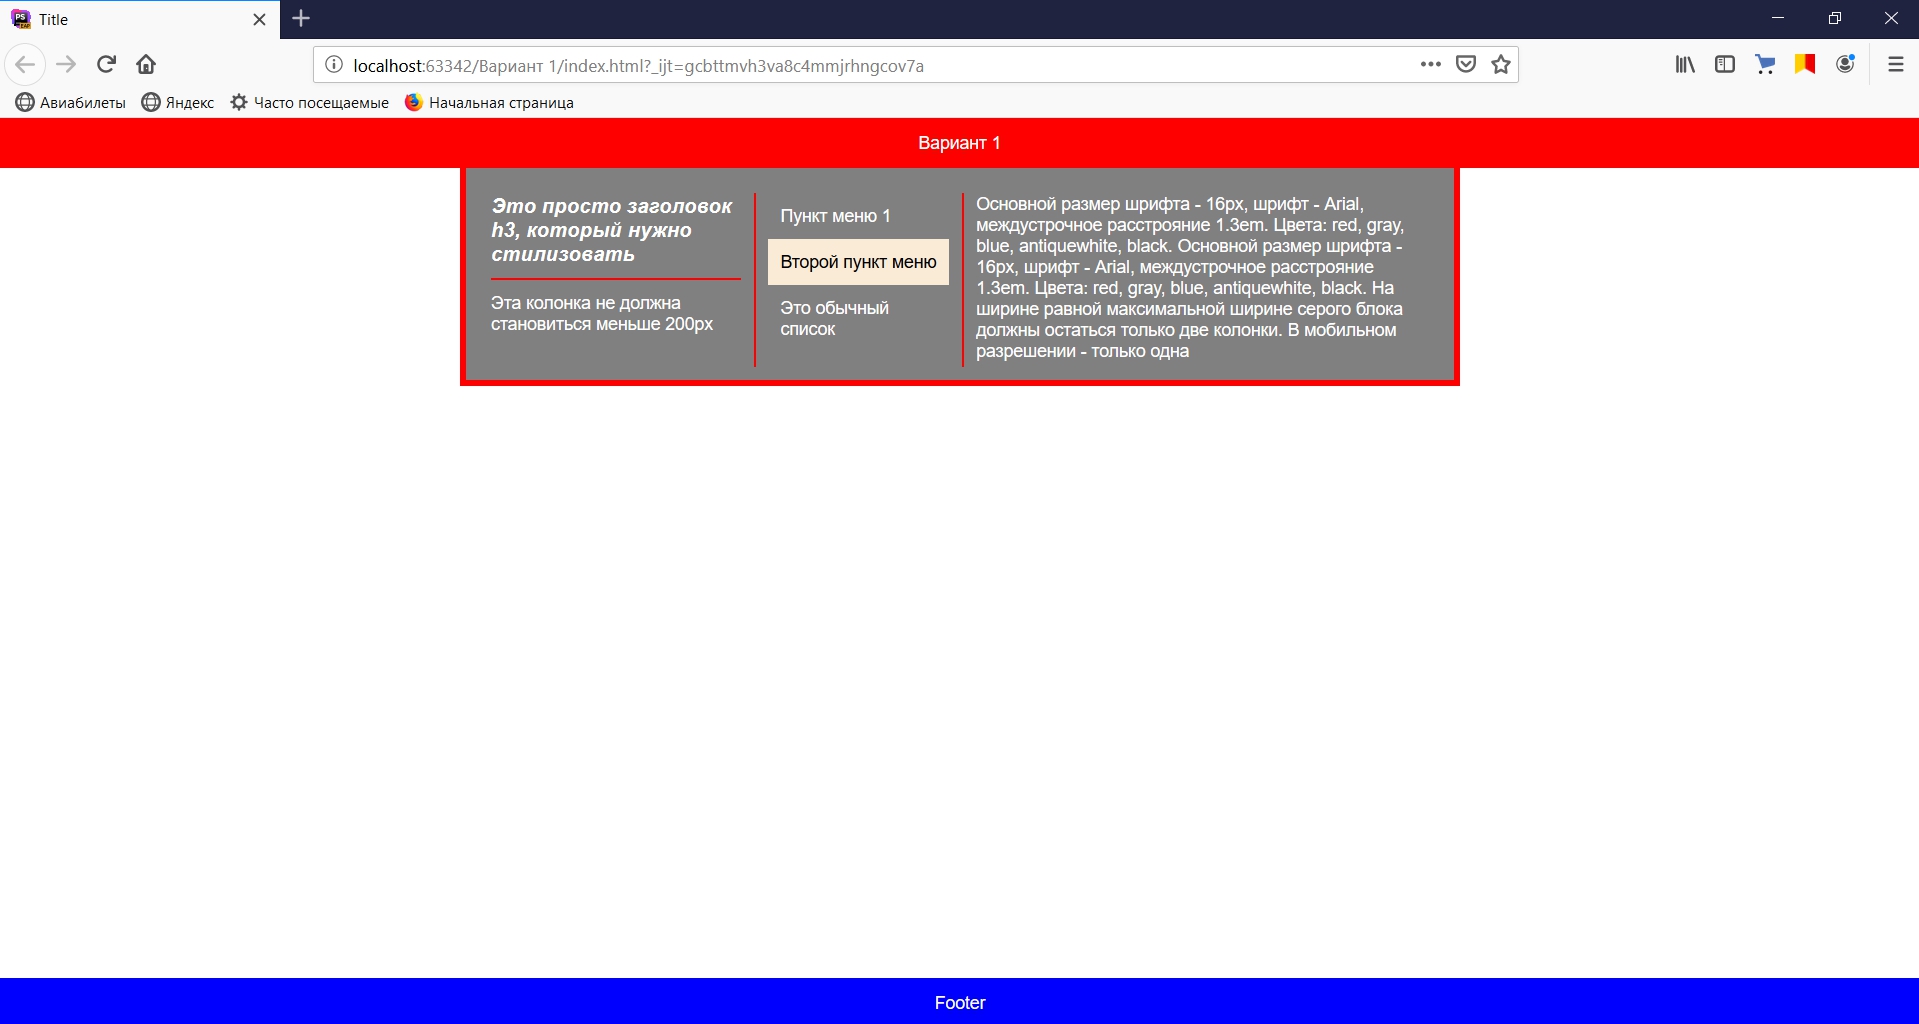 Title
localhost:63342/Вариант 1/index.html?_ijt=gcbttmvh3va8c4mmjrhngcov7a
Авиабилеты Яндекс Часто посещаемые Начальная страница
Вариант 1
Это просто заголовок
h3, который нужно
стилизовать
Эта колонка не должна
становиться меньше 200px
Пункт меню 1
Второй пункт меню
Это обычный
список
Основной размер шрифта - 16px, шрифт - Arial,
междустрочное расстрояние 1.3em. Цвета: red, gray,
blue, antiquewhite, black. Основной размер шрифта -
16px, шрифт - Arial, междустрочное расстрояние
1.3em. Цвета: red, gray, blue, antiquewhite, black. На
ширине равной максимальной ширине серого блока
должны остаться только две колонки. В мобильном
разрешении - только одна
Footer